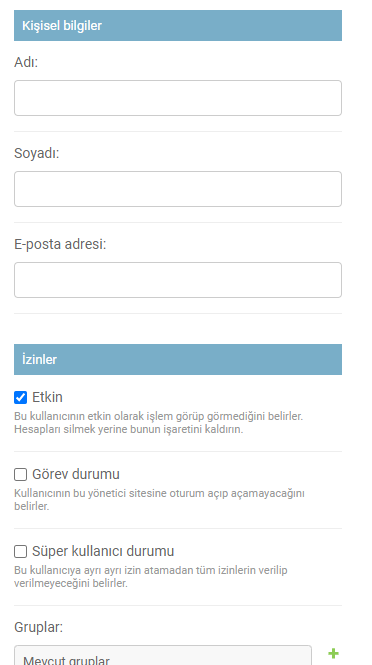 Kişisel bilgiler
Adı:
Soyadı:
E-posta adresi:
İzinler
Etkin
Bu kullanıcının etkin olarak işlem görüp görmediğini belirler.
Hesapları silmek yerine bunun işaretini kaldırın.
Görev durumu
Kullanıcının bu yönetici sitesine oturum açıp açamayacağını
belirler.
Süper kullanıcı durumu
Bu kullanıcıya ayrı ayrı izin atamadan tüm izinlerin verilip
verilmeyeceğini belirler.
Gruplar:
Mevcut gruplar